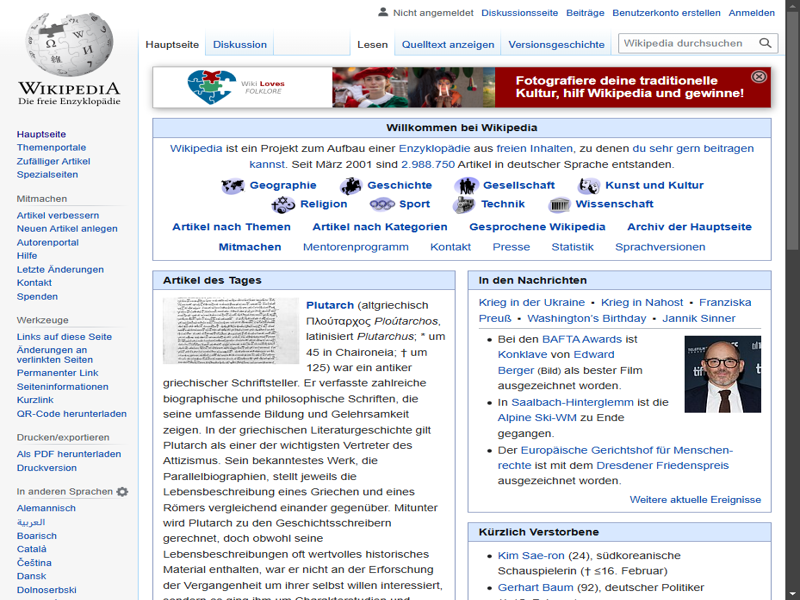 Nicht angemeldet Diskussionsseite Beiträge Benutzerkonto erstellen Anmelden
Hauptseite Diskussion Lesen Quelltext anzeigen Versionsgeschichte Wikipedia durchsuchen
WIKIPEDIA
Die freie Enzyklopädie
Hauptseite
Themenportale
Zufälliger Artikel
Spezialseiten
Mitmachen
Artikel verbessern
Neuen Artikel anlegen
Autorenportal
Hilfe
Letzte Änderungen
Kontakt
Spenden
Werkzeuge
Links auf diese Seite
Änderungen an
verlinkten Seiten
Permanenter Link
Seiteninformationen
Kurzlink
QR-Code herunterladen
Drucken/exportieren
Als PDF herunterladen
Druckversion
In anderen Sprachen
Alemannisch
العربية
Boarisch
Català
Čeština
Dansk
Dolnoserbski
Wiki Loves
FOLKLORE
Fotografiere deine traditionelle
Kultur, hilf Wikipedia und gewinne!
Willkommen bei Wikipedia
Wikipedia ist ein Projekt zum Aufbau einer Enzyklopädie aus freien Inhalten, zu denen du sehr gern beitragen
kannst. Seit März 2001 sind 2.988.750 Artikel in deutscher Sprache entstanden.
Geographie Geschichte Gesellschaft Kunst und Kultur
Religion Sport Technik Wissenschaft
Artikel nach Themen Artikel nach Kategorien Gesprochene Wikipedia Archiv der Hauptseite
Mitmachen Mentorenprogramm Kontakt Presse Statistik Sprachversionen
Artikel des Tages
Plutarch (altgriechisch
Πλούταρχος Ploútarchos,
latinisiert Plutarchus; * um
45 in Chaironeia; † um
125) war ein antiker
griechischer Schriftsteller. Er verfasste zahlreiche
biographische und philosophische Schriften, die
seine umfassende Bildung und Gelehrsamkeit
zeigen. In der griechischen Literaturgeschichte gilt
Plutarch als einer der wichtigsten Vertreter des
Attizismus. Sein bekanntestes Werk, die
Parallelbiographien, stellt jeweils die
Lebensbeschreibung eines Griechen und eines
Römers vergleichend einander gegenüber. Mitunter
wird Plutarch zu den Geschichtsschreibern
gerechnet, doch obwohl seine
Lebensbeschreibungen oft wertvolles historisches
Material enthalten, war er nicht an der Erforschung
der Vergangenheit um ihrer selbst willen interessiert,
sondern es ging ihm um Charakterstudien und
In den Nachrichten
Krieg in der Ukraine • Krieg in Nahost • Franziska
Preuß • Washington's Birthday • Jannik Sinner
• Bei den BAFTA Awards ist
Konklave von Edward
Berger (Bild) als bester Film
ausgezeichnet worden.
• In Saalbach-Hinterglemm ist die
Alpine Ski-WM zu Ende
gegangen.
• Der Europäische Gerichtshof für Menschen-
rechte ist mit dem Dresdener Friedenspreis
ausgezeichnet worden.
Weitere aktuelle Ereignisse
Kürzlich Verstorbene
• Kim Sae-ron (24), südkoreanische
Schauspielerin († ≤16. Februar)
• Gerhart Baum (92), deutscher Politiker